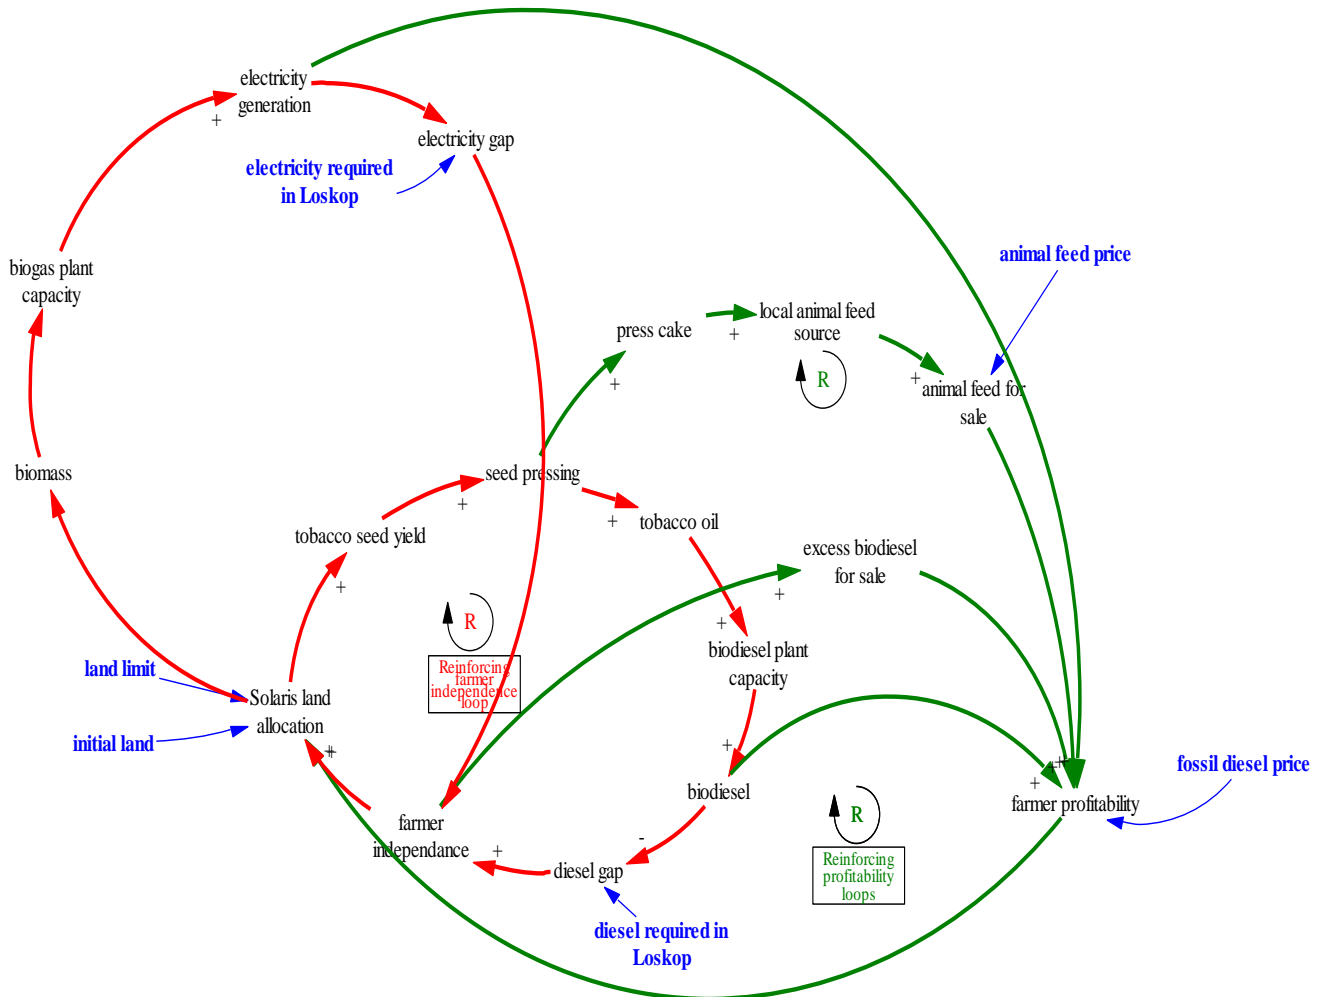 electricity
generation
+
electricity gap
electricity required
in Loskop
animal feed price
biogas plant
capacity
press cake
+
local animal feed
source
+
R
+
animal feed for
sale
biomass
seed pressing
+
tobacco seed yield
+
tobacco oil
+
excess biodiesel
for sale
+
R
Reinforcing
farmer
independence
loop
+
biodiesel plant
capacity
land limit
Solaris land
allocation
initial land
+
+
+
biodiesel
+
+
+
farmer profitability
fossil diesel price
R
Reinforcing
profitability
loops
farmer
independance
+
-
diesel gap
diesel required in
Loskop